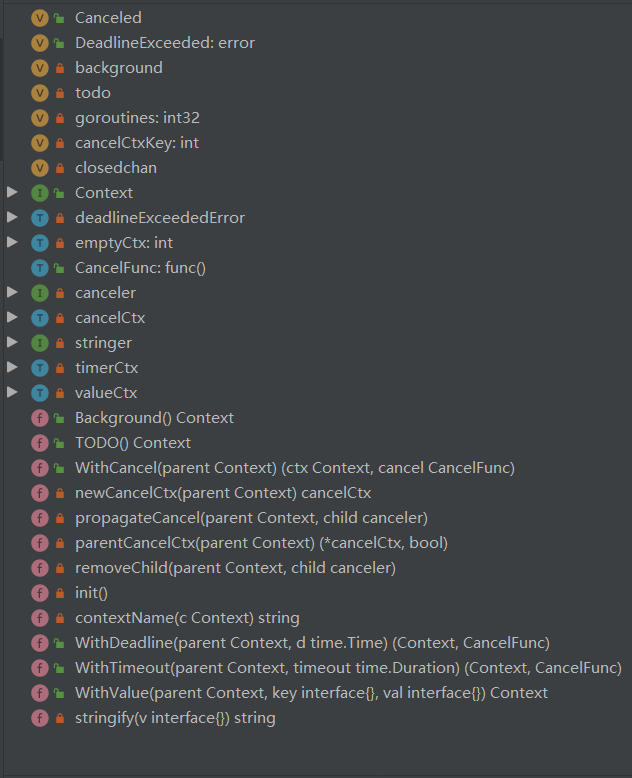 V Canceled
V DeadlineExceeded: error
V background
V todo
V goroutines: int32
V cancelCtxKey: int
V closedchan
I Context
T deadlineExceededError
T emptyCtx: int
T CancelFunc: func()
I canceler
T cancelCtx
I stringer
T timerCtx
T valueCtx
f Background() Context
f TODO() Context
f WithCancel(parent Context) (ctx Context, cancel CancelFunc)
f newCancelCtx(parent Context) cancelCtx
f propagateCancel(parent Context, child canceler)
f parentCancelCtx(parent Context) (*cancelCtx, bool)
f removeChild(parent Context, child canceler)
f init()
f contextName(c Context) string
f WithDeadline(parent Context, d time.Time) (Context, CancelFunc)
f WithTimeout(parent Context, timeout time.Duration) (Context, CancelFunc)
f WithValue(parent Context, key interface{}, val interface{}) Context
f stringify(v interface{}) string